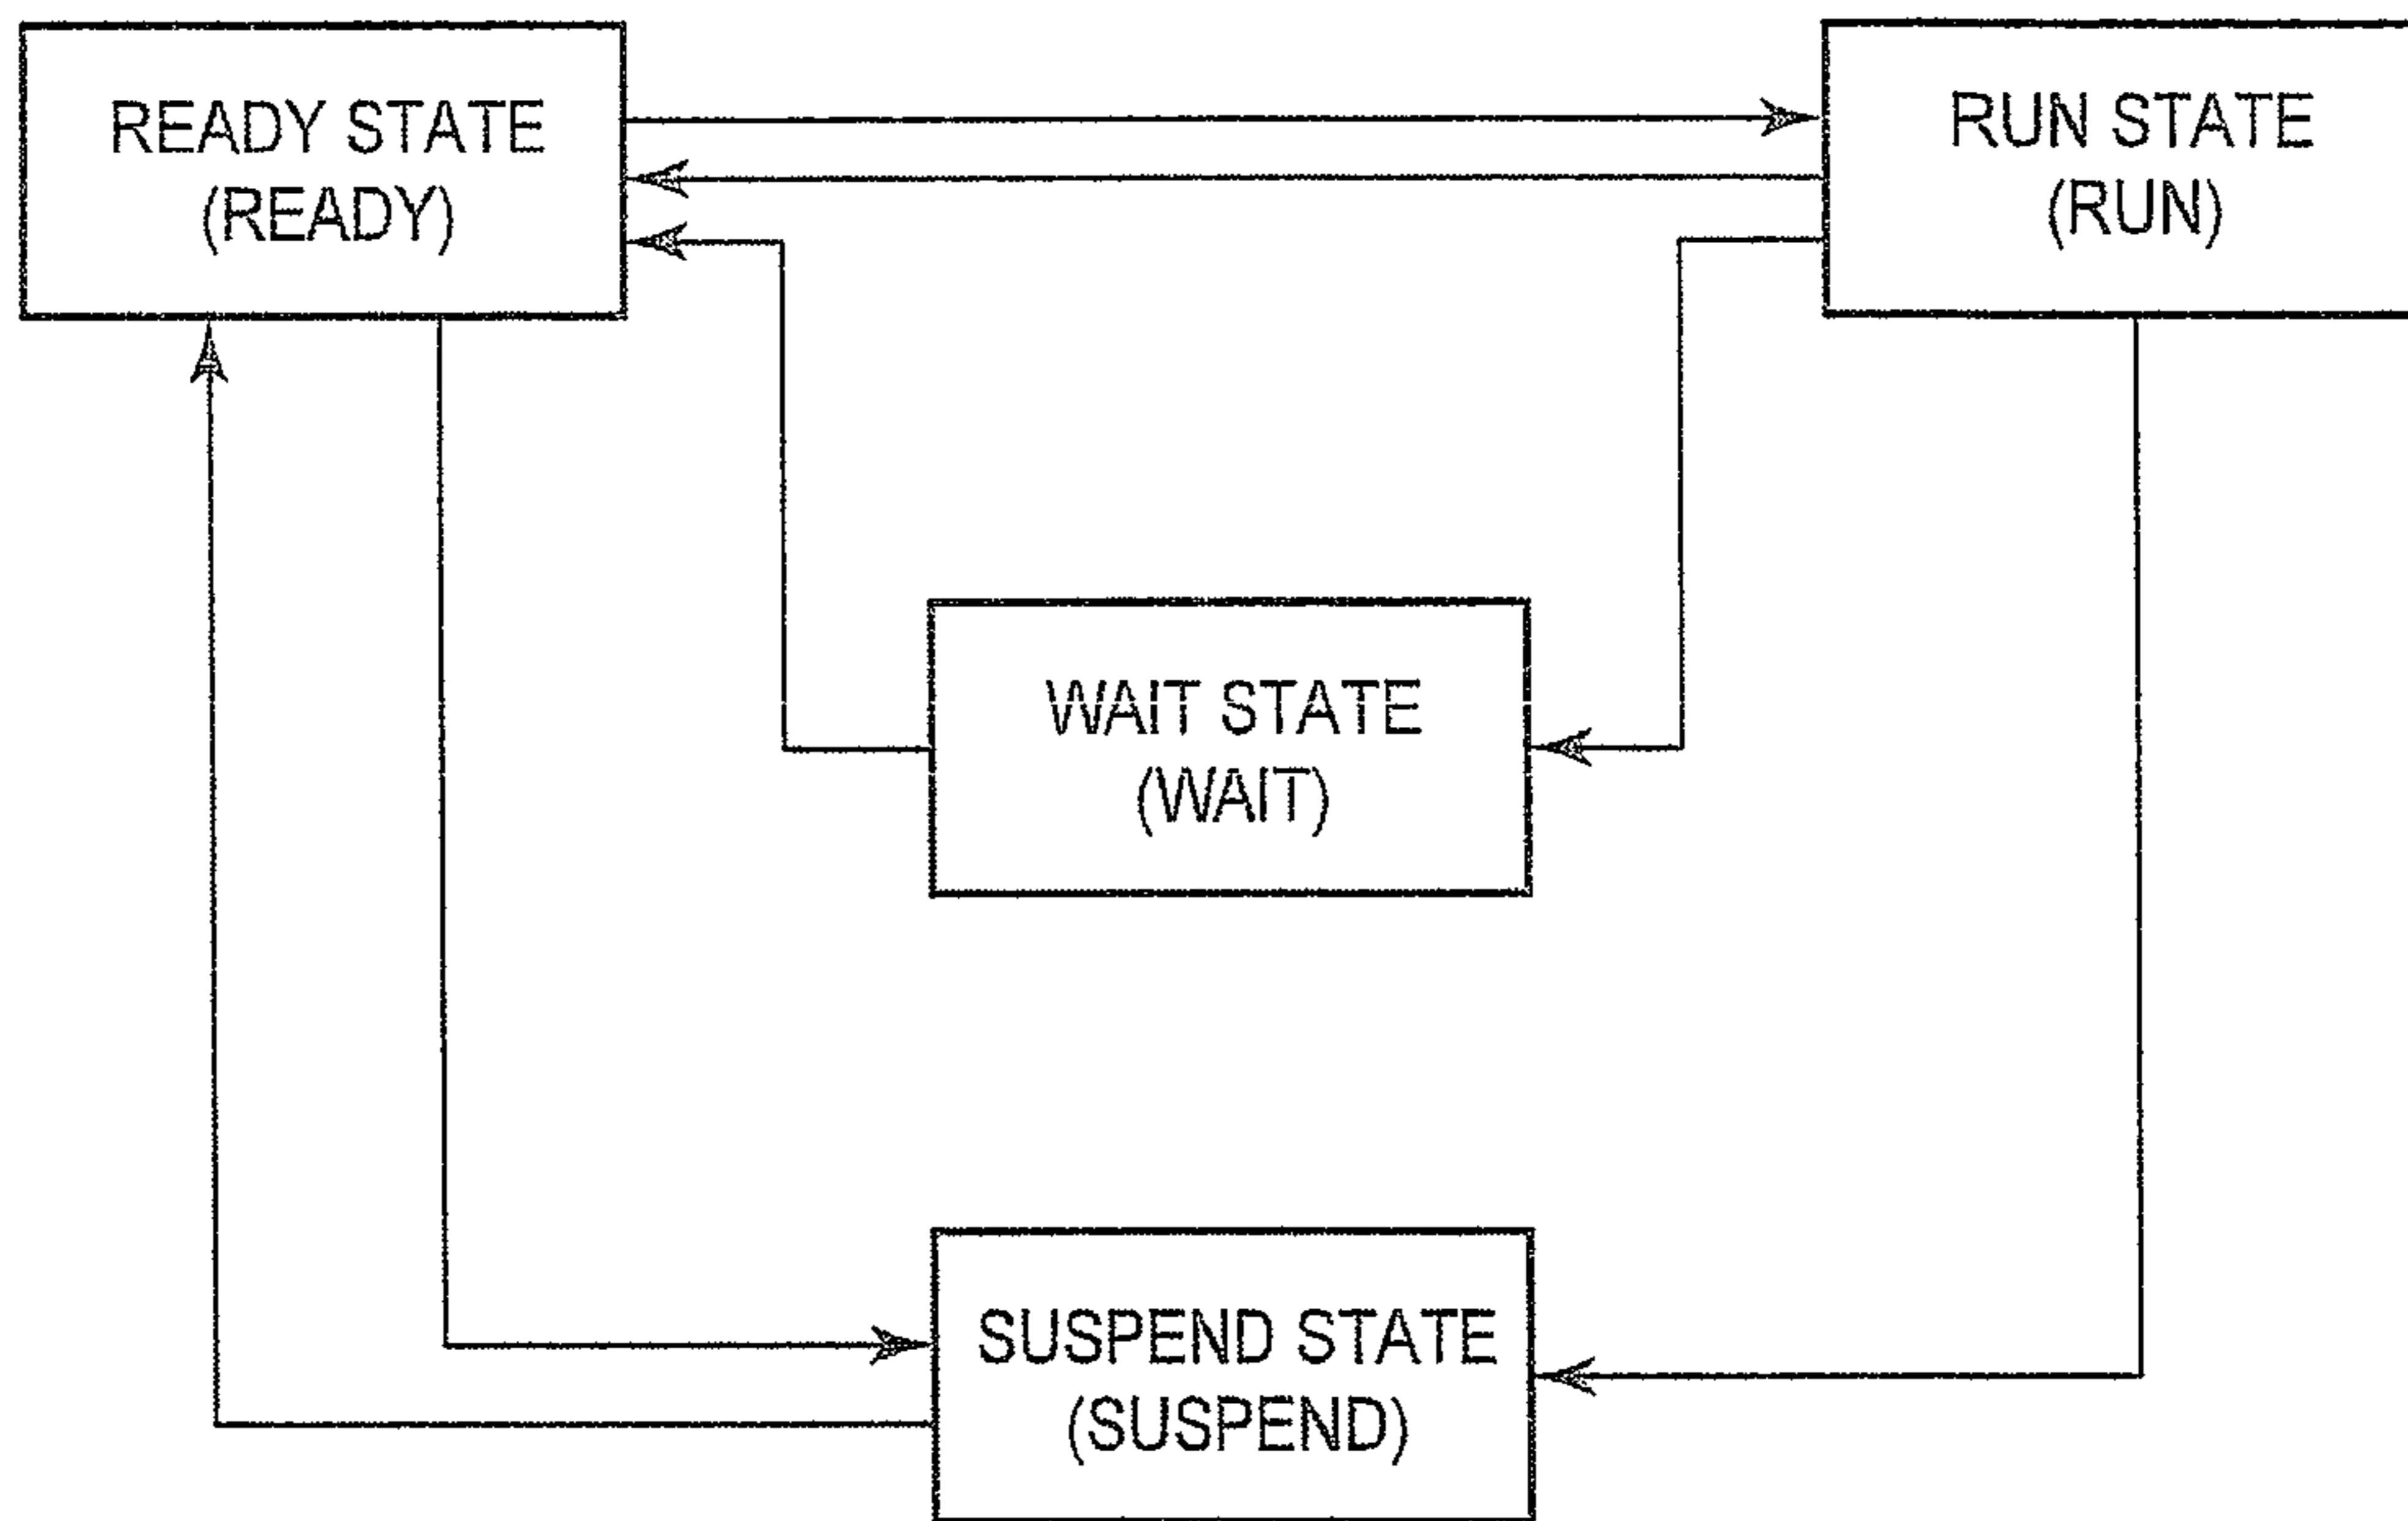 READY STATE
(READY)
RUN STATE
(RUN)
WAIT STATE
(WAIT)
SUSPEND STATE
(SUSPEND)